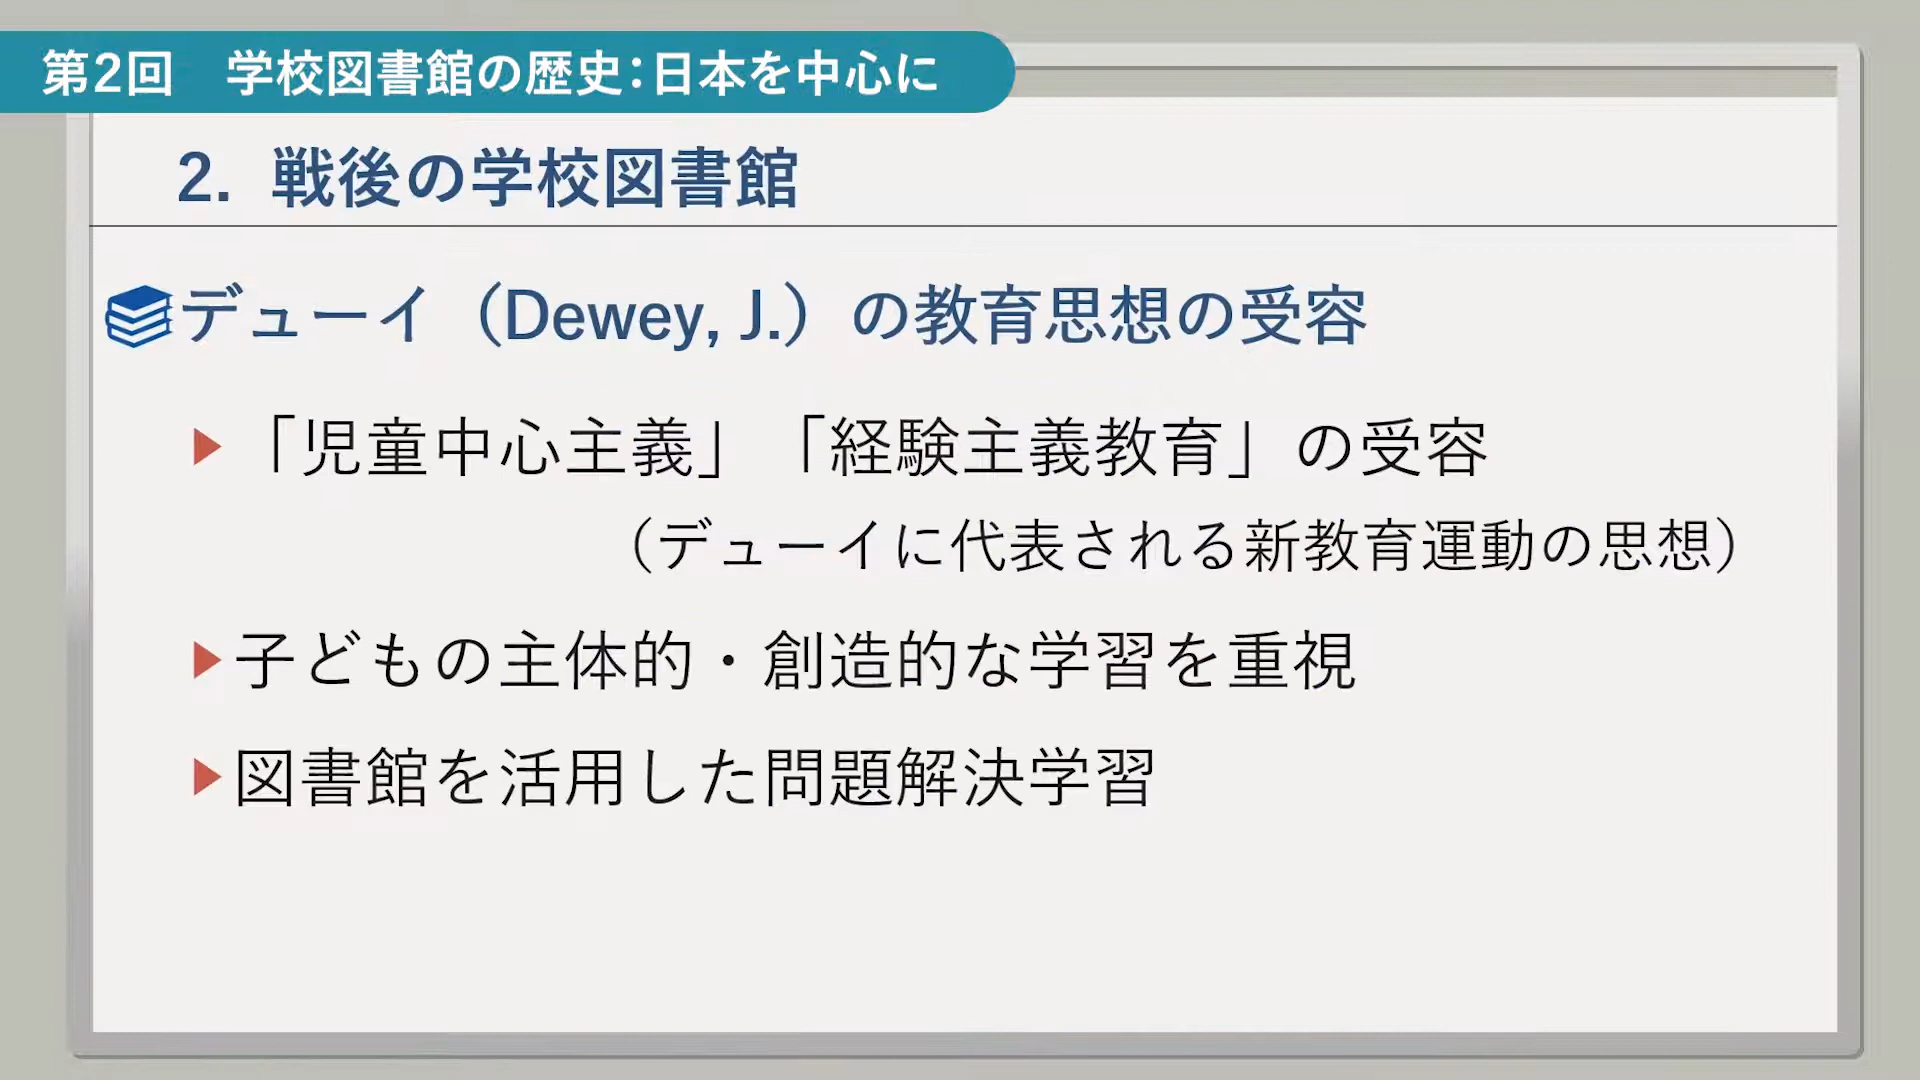 第2回　学校図書館の歴史：日本を中心に
2. 戦後の学校図書館
デューイ（Dewey, J.）の教育思想の受容
「児童中心主義」「経験主義教育」の受容
（デューイに代表される新教育運動の思想）
子どもの主体的・創造的な学習を重視
図書館を活用した問題解決学習